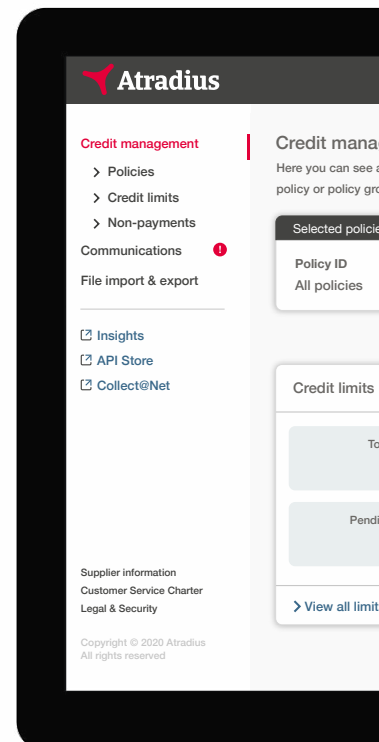 Atradius
Credit management
Policies
Credit limits
Non-payments
Communications !
File import & export
Insights
API Store
Collect@Net
Supplier information
Customer Service Charter
Legal & Security
Copyright © 2020 Atradius
All rights reserved
Credit mana
Here you can see a
policy or policy gro
Selected policie
Policy ID
All policies
Credit limits
To
Pendi
View all limit